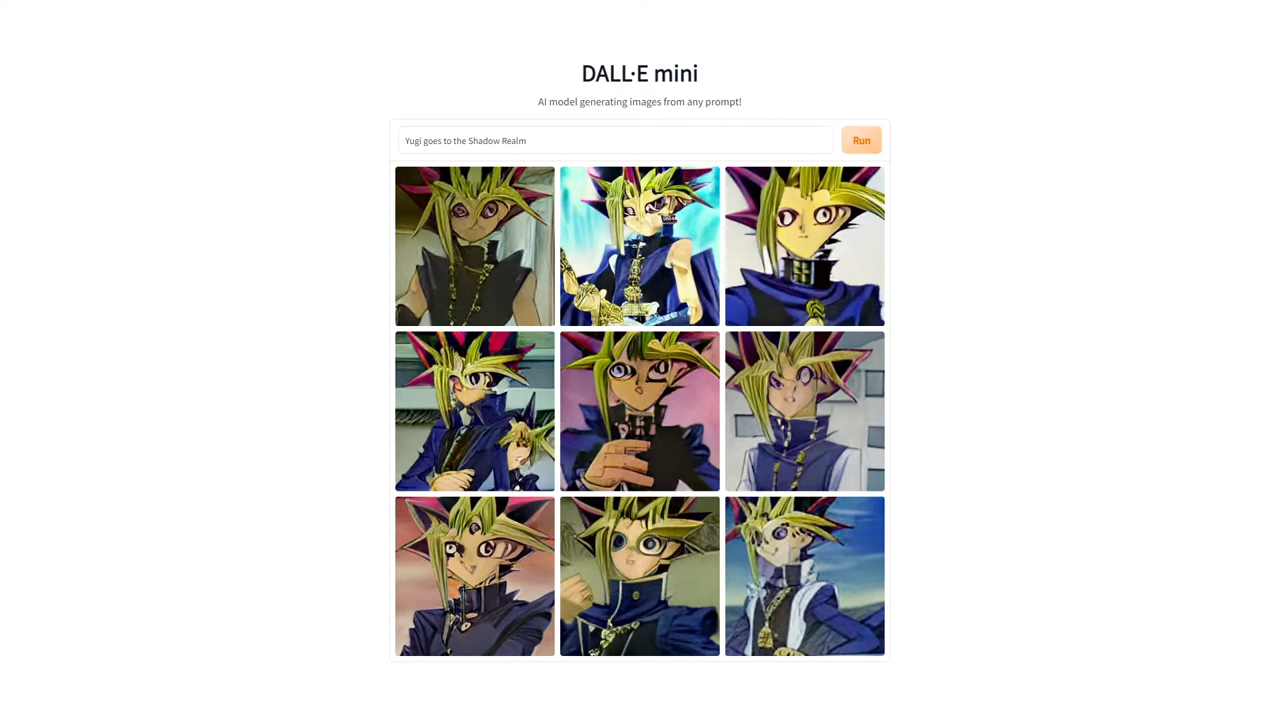 DALL·E mini
AI model generating images from any prompt!
Yugi goes to the Shadow Realm
Run